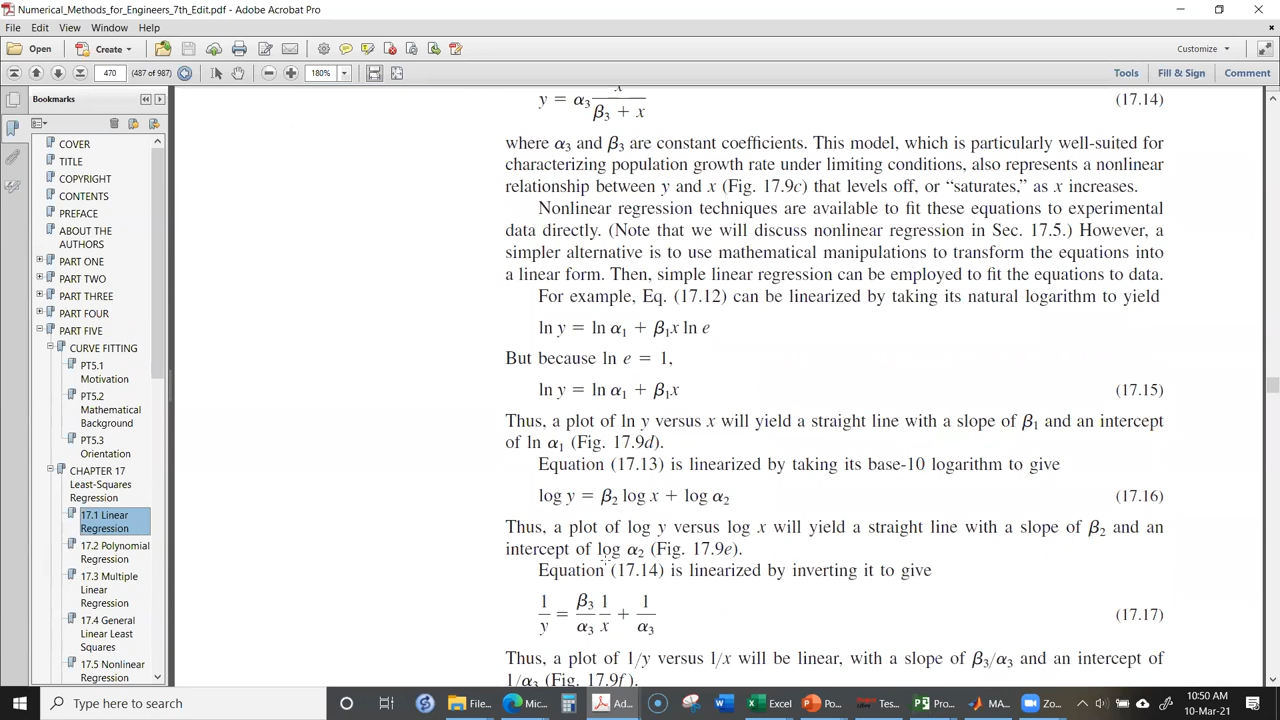 Numerical_Methods_for_Engineers_7th_Edit.pdf - Adobe Acrobat Pro
File Edit View Window Help
Open Create Customize
470 (487 of 987) 180% Tools Fill & Sign Comment
Bookmarks
COVER
TITLE
COPYRIGHT
CONTENTS
PREFACE
ABOUT THE
AUTHORS
PART ONE
PART TWO
PART THREE
PART FOUR
PART FIVE
CURVE FITTING
PT5.1
Motivation
PT5.2
Mathematical
Background
PT5.3
Orientation
CHAPTER 17
Least-Squares
Regression
17.1 Linear
Regression
17.2 Polynomial
Regression
17.3 Multiple
Linear
Regression
17.4 General
Linear Least
Squares
17.5 Nonlinear
Regression
y = α₃ x / (β₃ + x) (17.14)
where α₃ and β₃ are constant coefficients. This model, which is particularly well-suited for
characterizing population growth rate under limiting conditions, also represents a nonlinear
relationship between y and x (Fig. 17.9c) that levels off, or “saturates,” as x increases.
Nonlinear regression techniques are available to fit these equations to experimental
data directly. (Note that we will discuss nonlinear regression in Sec. 17.5.) However, a
simpler alternative is to use mathematical manipulations to transform the equations into
a linear form. Then, simple linear regression can be employed to fit the equations to data.
For example, Eq. (17.12) can be linearized by taking its natural logarithm to yield
ln y = ln α₁ + β₁x ln e
But because ln e = 1,
ln y = ln α₁ + β₁x (17.15)
Thus, a plot of ln y versus x will yield a straight line with a slope of β₁ and an intercept
of ln α₁ (Fig. 17.9d).
Equation (17.13) is linearized by taking its base-10 logarithm to give
log y = β₂ log x + log α₂ (17.16)
Thus, a plot of log y versus log x will yield a straight line with a slope of β₂ and an
intercept of log α₂ (Fig. 17.9e).
Equation (17.14) is linearized by inverting it to give
1/y = β₃/α₃ 1/x + 1/α₃ (17.17)
Thus, a plot of 1/y versus 1/x will be linear, with a slope of β₃/α₃ and an intercept of
1/α₃ (Fig. 17.9f).
Type here to search File... Mic... Ad... W Excel Po... Tes... Pro... MA... Zo... 10:50 AM
10-Mar-21